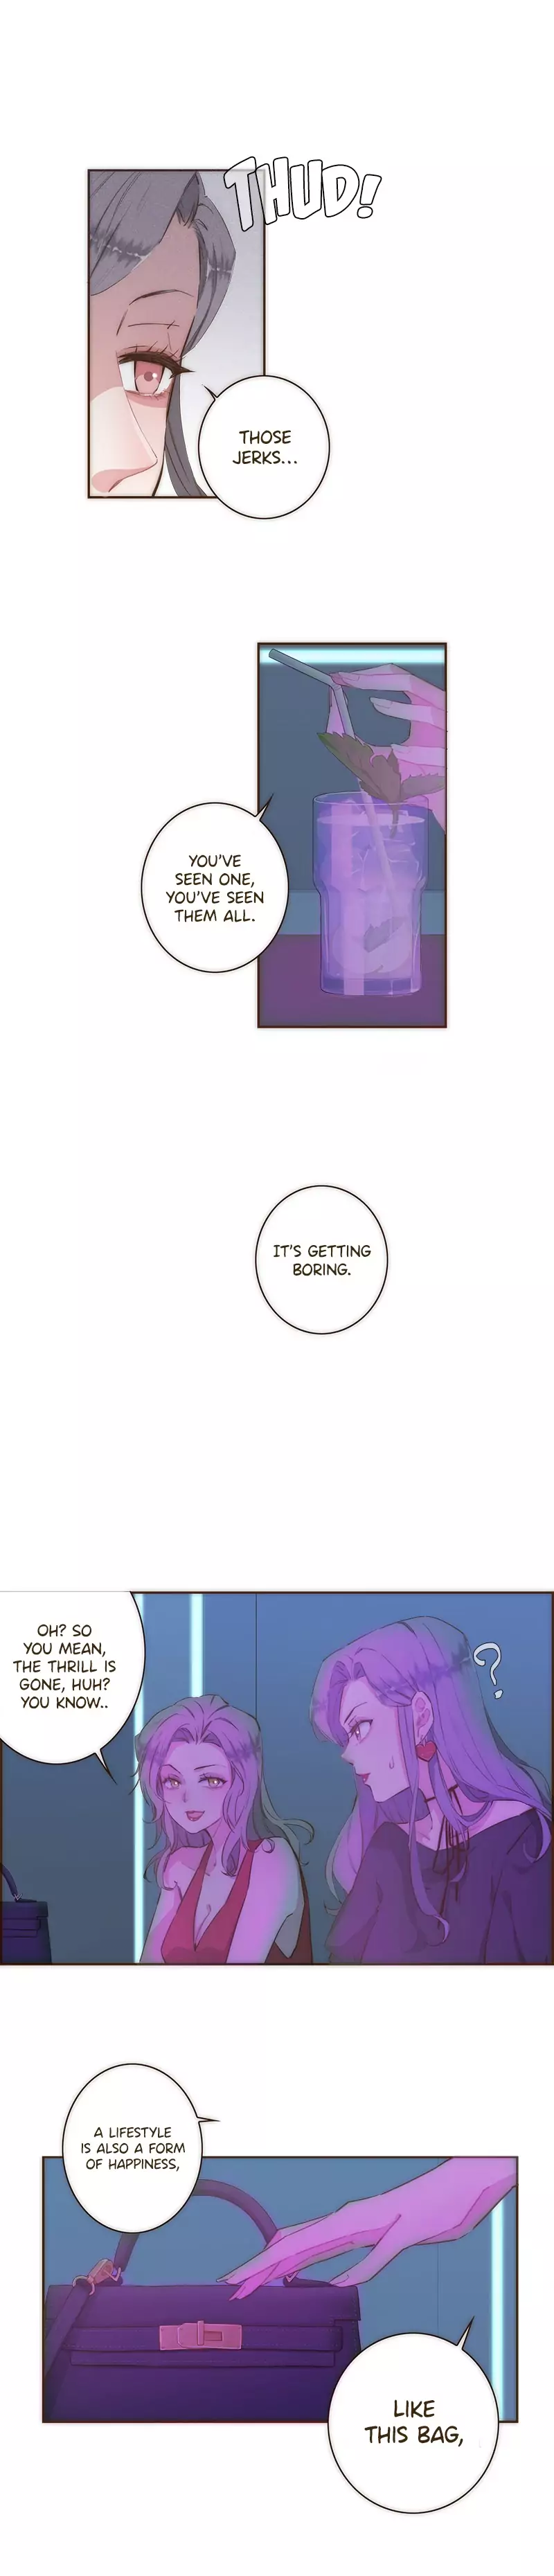 THUD!
THOSE
JERKS...
YOU'VE
SEEN ONE,
YOU'VE SEEN
THEM ALL.
IT'S GETTING
BORING.
OH? SO
YOU MEAN,
THE THRILL IS
GONE, HUH?
YOU KNOW..
?
A LIFESTYLE
IS ALSO A FORM
OF HAPPINESS,
LIKE
THIS BAG,